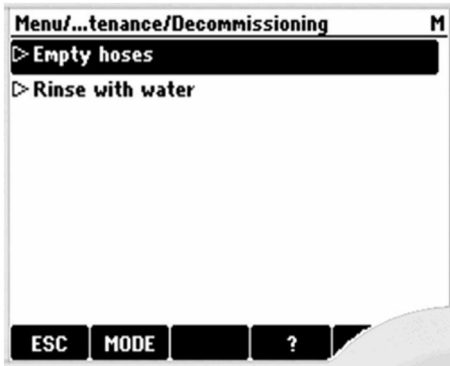 Menu/...tenance/Decommissioning M
▷ Empty hoses
▷ Rinse with water
ESC MODE ?